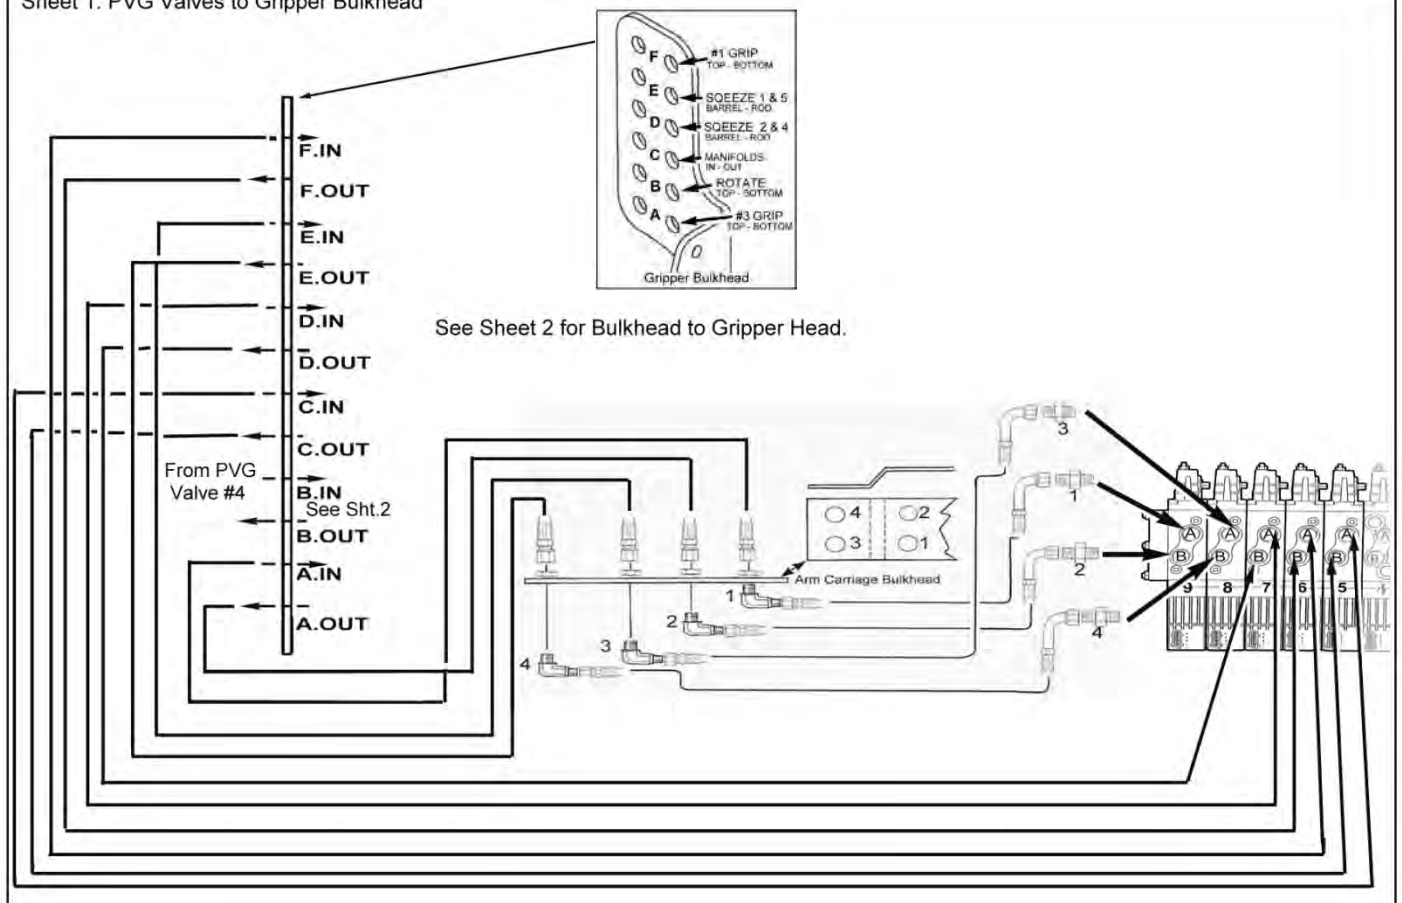 Sheet 1. PVG Valves to Gripper Bulkhead
F
#1 GRIP
TOP - BOTTOM
E
SQEEZE 1 & 5
BARREL - ROD
D
SQEEZE 2 & 4
BARREL - ROD
C
MANIFOLDS
IN - OUT
B
ROTATE
TOP - BOTTOM
A
#3 GRIP
TOP - BOTTOM
Gripper Bulkhead
F.IN
F.OUT
E.IN
E.OUT
D.IN
D.OUT
C.IN
C.OUT
From PVG
Valve #4
B.IN
See Sht.2
B.OUT
A.IN
A.OUT
See Sheet 2 for Bulkhead to Gripper Head.
4
2
3
1
Arm Carriage Bulkhead
1
2
3
4
3
1
2
4
A A A A A
B B B B B
9 8 7 6 5